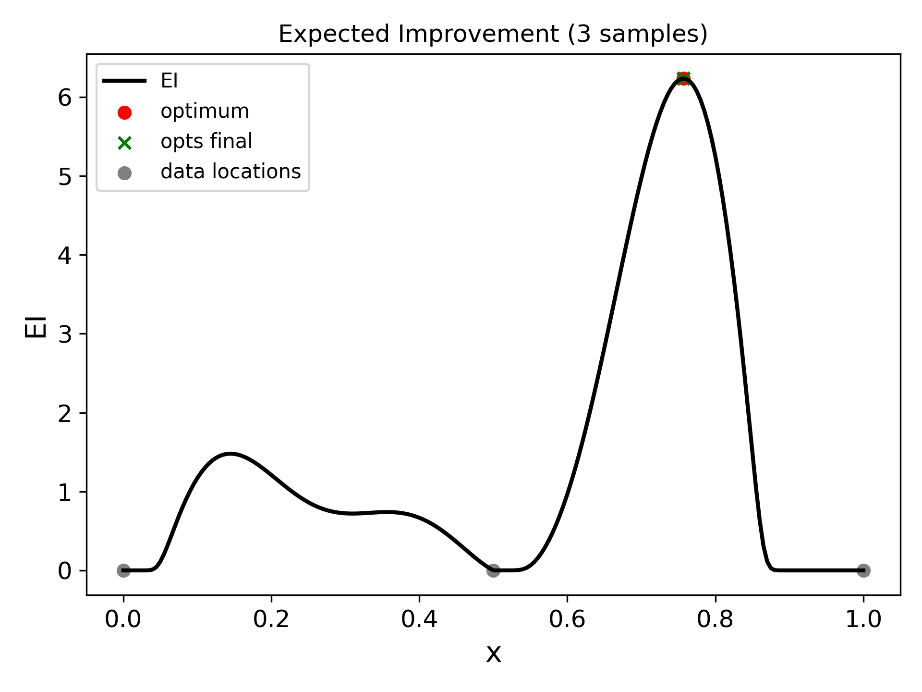 Expected Improvement (3 samples)
EI
optimum
opts final
data locations
6
5
4
3
2
1
0
EI
0.0 0.2 0.4 0.6 0.8 1.0
x